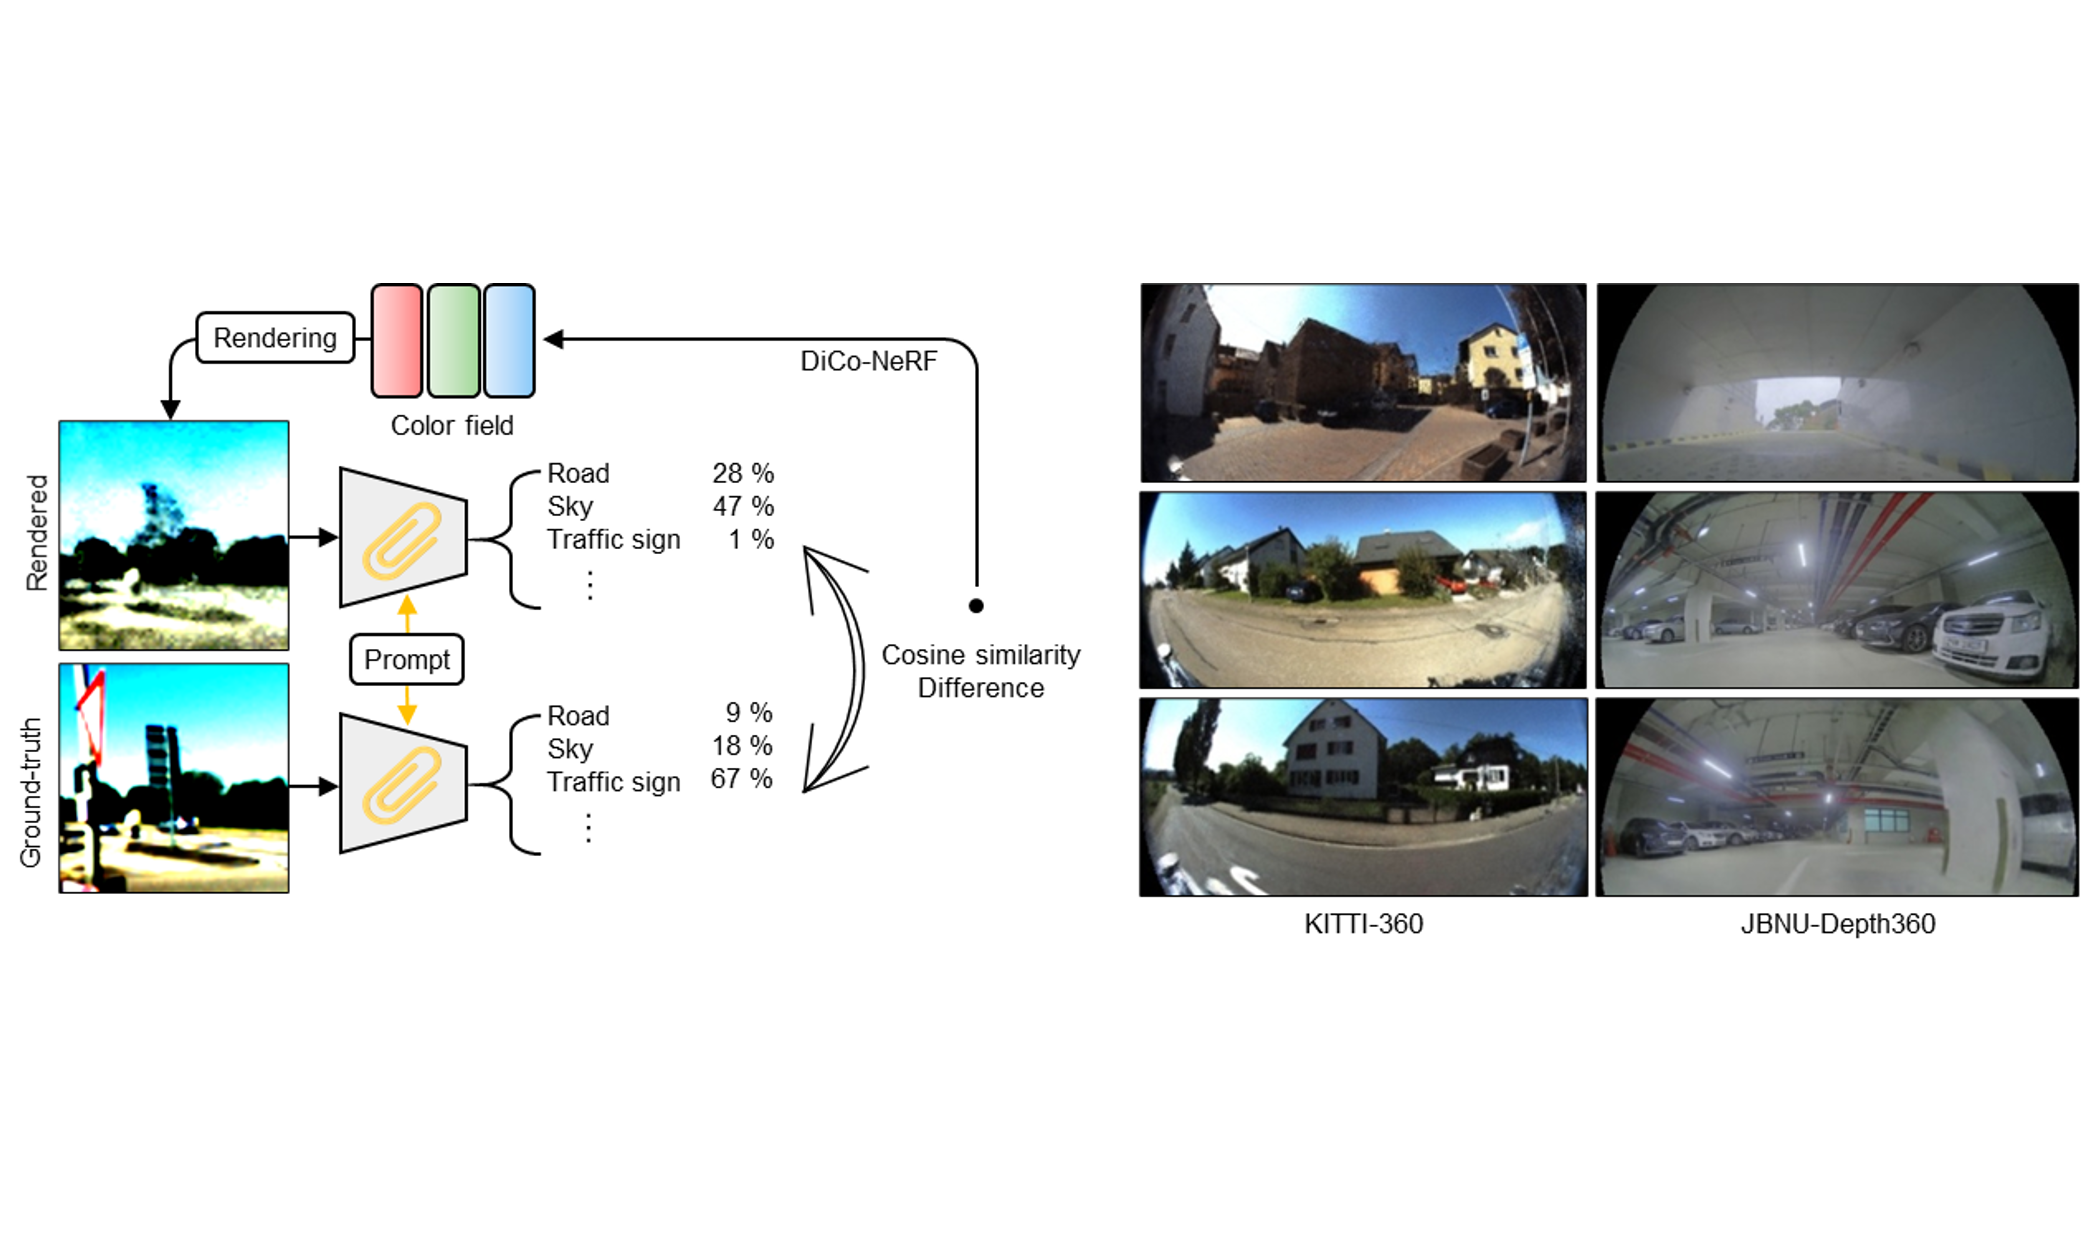 Rendering
DiCo-NeRF
Color field
Rendered
Road 28 %
Sky 47 %
Traffic sign 1 %
Prompt
Cosine similarity
Difference
Ground-truth
Road 9 %
Sky 18 %
Traffic sign 67 %
KITTI-360
JBNU-Depth360